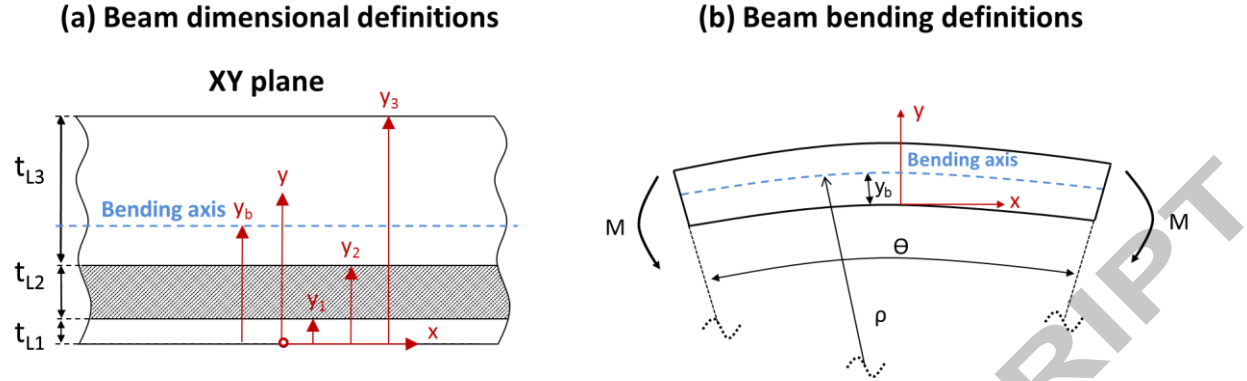 (a) Beam dimensional definitions
(b) Beam bending definitions
XY plane
y3
tL3
y
Bending axis
yb
y2
tL2
y1
x
tL1
y
Bending axis
yb
x
M
M
θ
ρ
RIPT